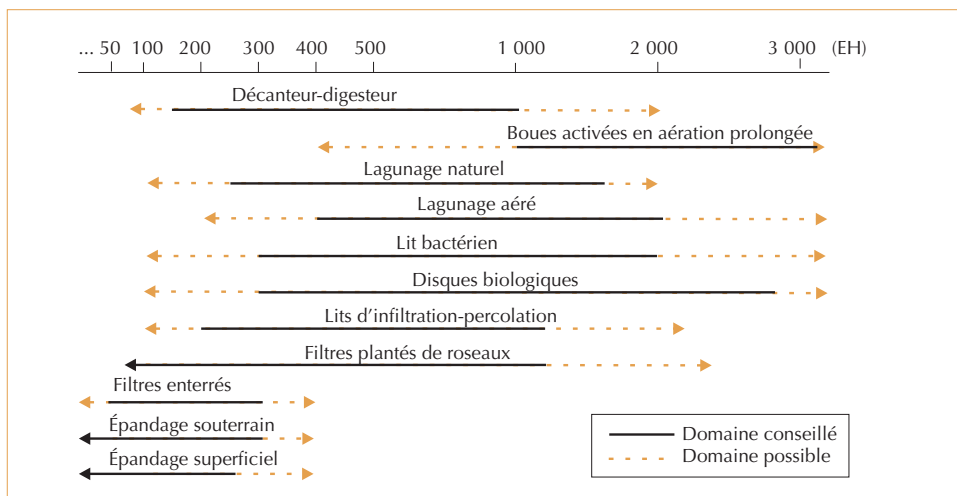 ... 50 100 200 300 400 500 1 000 2 000 3 000 (EH)
Décanteur-digesteur
Boues activées en aération prolongée
Lagunage naturel
Lagunage aéré
Lit bactérien
Disques biologiques
Lits d’infiltration-percolation
Filtres plantés de roseaux
Filtres enterrés
Épandage souterrain
Épandage superficiel
Domaine conseillé
Domaine possible